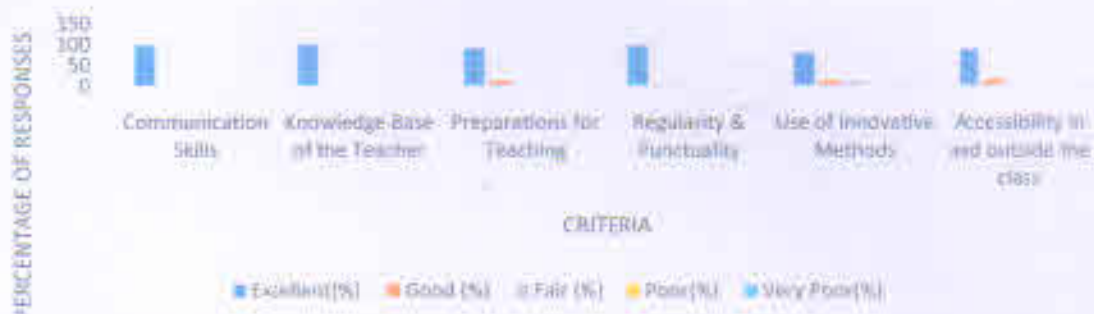 PERCENTAGE OF RESPONSES
150
100
50
0
Communication Skills
Knowledge Base of the Teacher
Preparations for Teaching
Regularity & Punctuality
Use of Innovative Methods
Accessibility in and outside the class
CRITERIA
Excellent(%) Good (%) Fair (%) Poor(%) Very Poor(%)